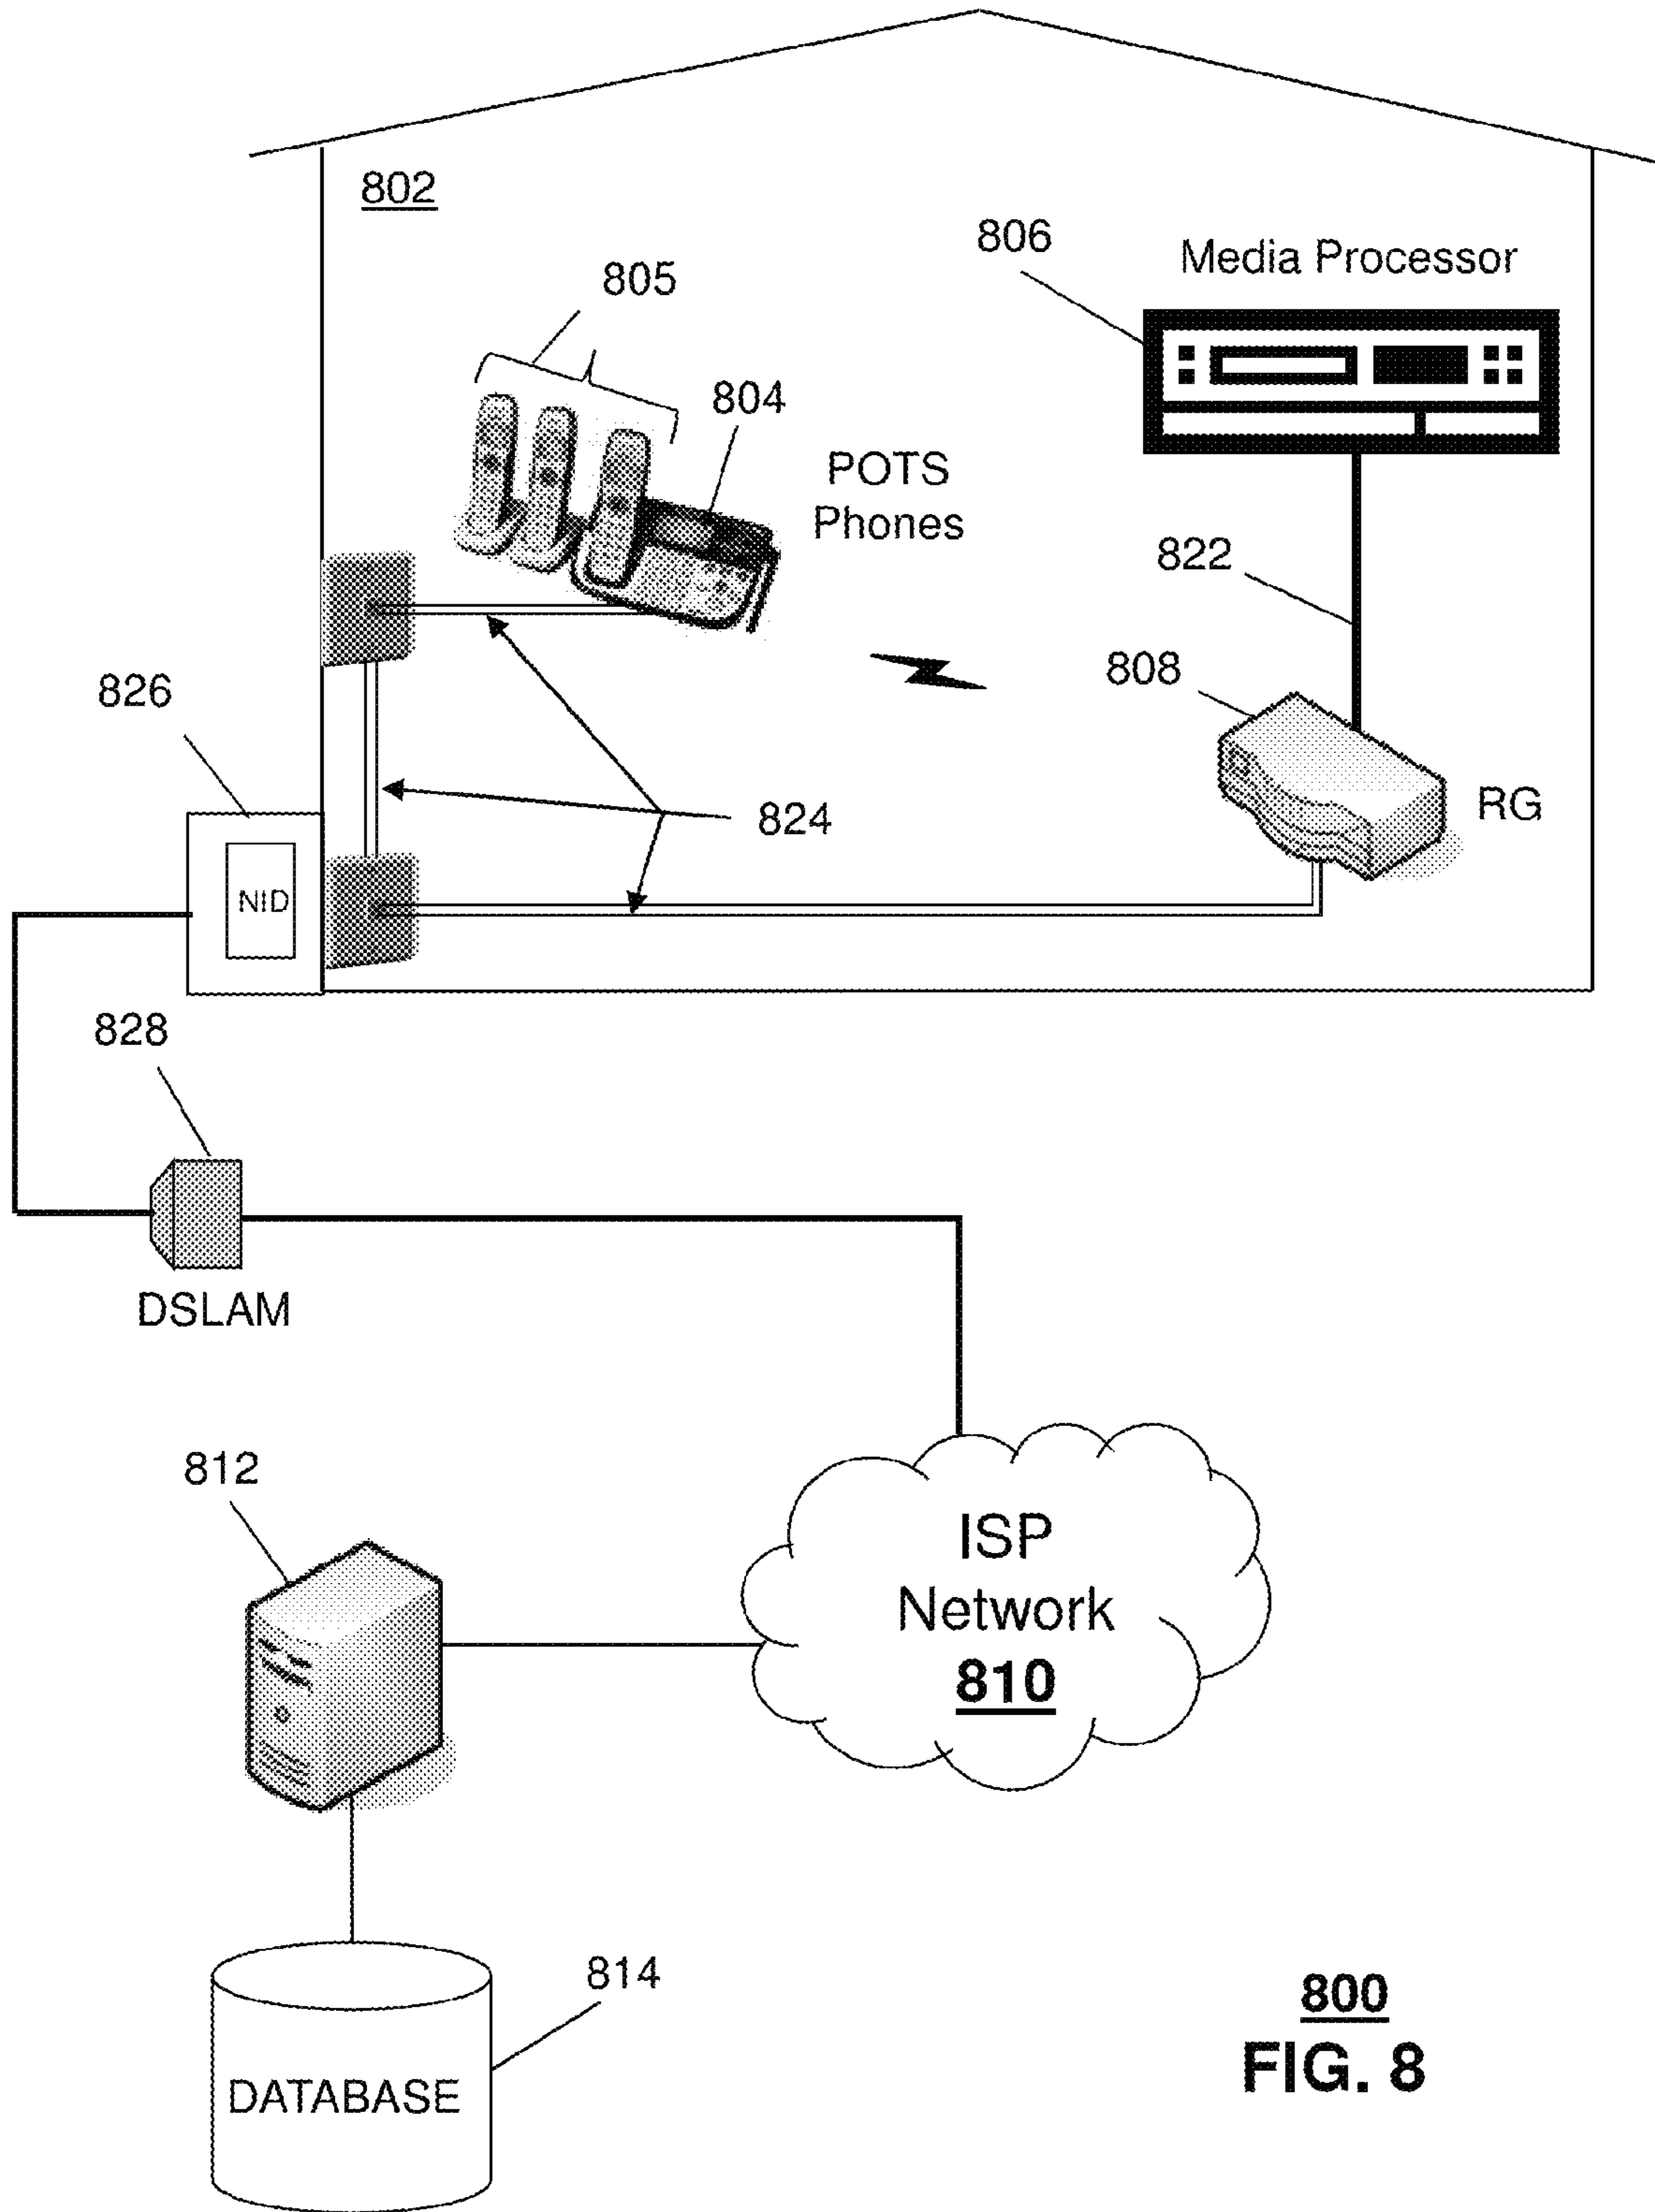 802
806
Media Processor
805
804
POTS
Phones
822
808
826
824
RG
NID
828
DSLAM
812
ISP
Network
810
814
DATABASE
800
FIG. 8